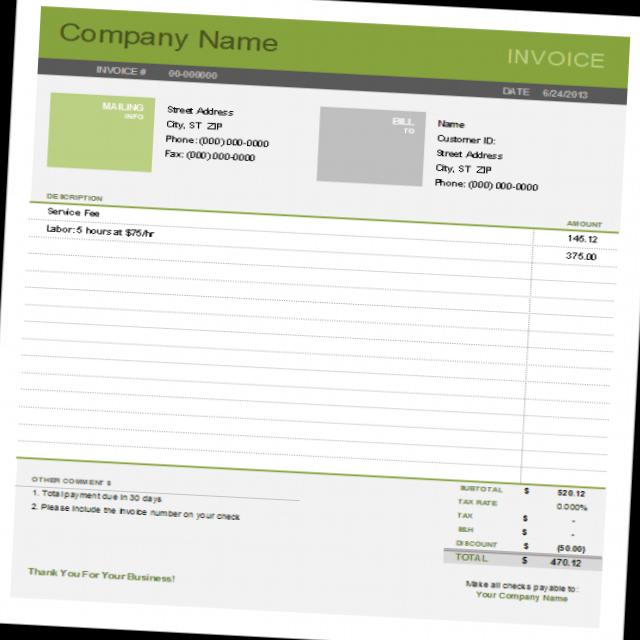 Company Name
INVOICE
INVOICE # 00-000000
DATE 6/24/2013
MAILING
INFO
Street Address
City, ST ZIP
Phone: (000) 000-0000
Fax: (000) 000-0000
BILL
TO
Name
Customer ID:
Street Address
City, ST ZIP
Phone: (000) 000-0000
DESCRIPTION AMOUNT
Service Fee 145.12
Labor: 5 hours at $75/hr 375.00
OTHER COMMENTS
1. Total payment due in 30 days
2. Please include the invoice number on your check
SUBTOTAL $ 520.12
TAX RATE 0.000%
TAX $ -
S&H $ -
DISCOUNT $ (50.00)
TOTAL $ 470.12
Thank You For Your Business!
Make all checks payable to:
Your Company Name